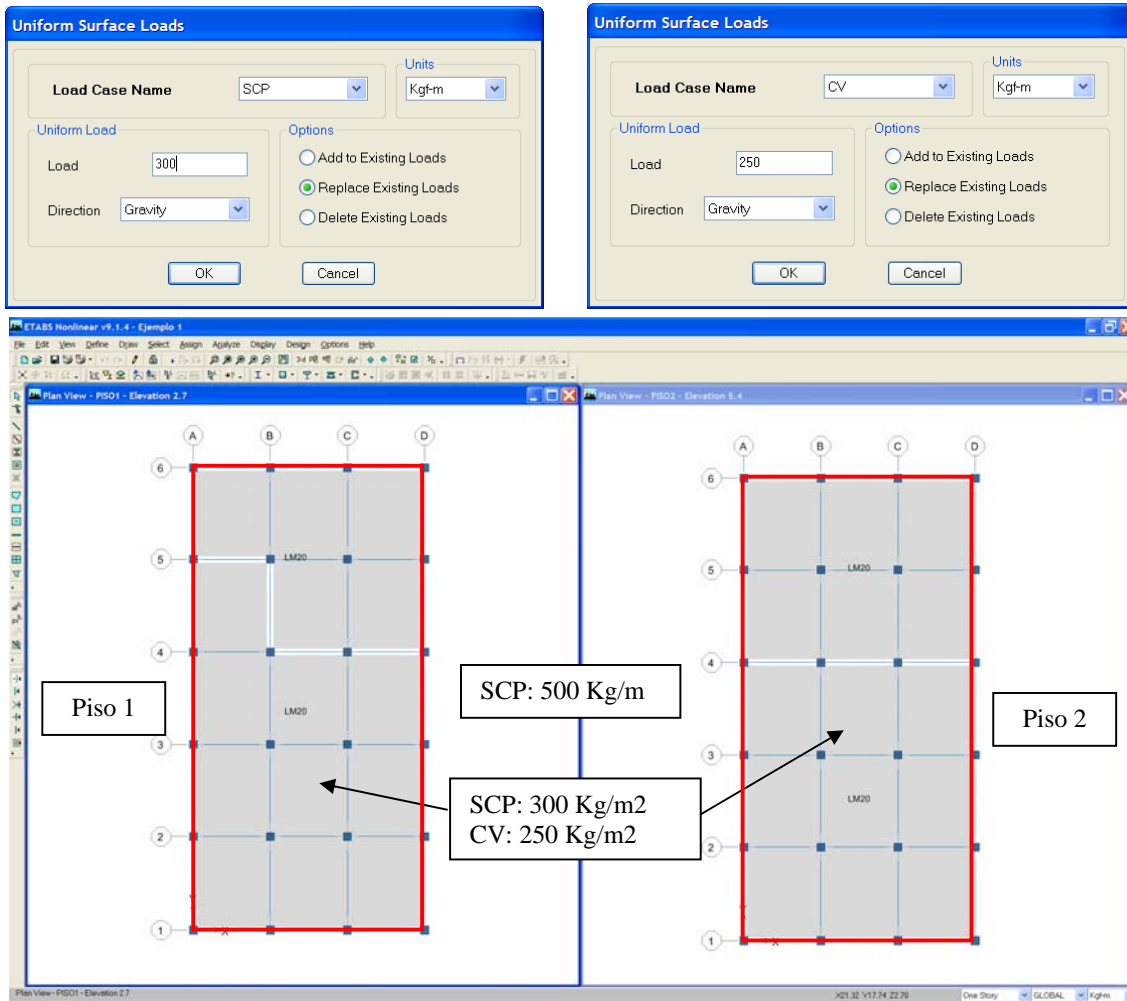 Uniform Surface Loads
Load Case Name SCP
Units
Kgf-m
Uniform Load
Load 300
Direction Gravity
Options
Add to Existing Loads
Replace Existing Loads
Delete Existing Loads
OK Cancel
Uniform Surface Loads
Load Case Name CV
Units
Kgf-m
Uniform Load
Load 250
Direction Gravity
Options
Add to Existing Loads
Replace Existing Loads
Delete Existing Loads
OK Cancel
ETABS Nonlinear v9.1.4 - Ejemplo 1
File Edit View Define Draw Select Assign Analyze Display Design Options Help
Plan View - PISO1 - Elevation 2.7
A B C D
6
5
LM20
4
LM20
3
2
1
X
Piso 1
SCP: 500 Kg/m
SCP: 300 Kg/m2
CV: 250 Kg/m2
Plan View - PISO2 - Elevation 5.4
A B C D
6
5
LM20
4
3
LM20
2
1
X
Piso 2
Plan View - PISO1 - Elevation 2.7
X21.32 Y17.74 Z2.70
One Story GLOBAL Kgf-m